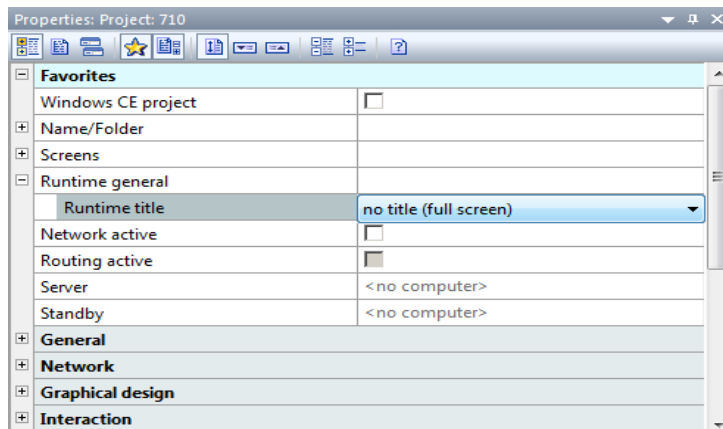 Properties: Project: 710
Favorites
Windows CE project
Name/Folder
Screens
Runtime general
Runtime title no title (full screen)
Network active
Routing active
Server <no computer>
Standby <no computer>
General
Network
Graphical design
Interaction